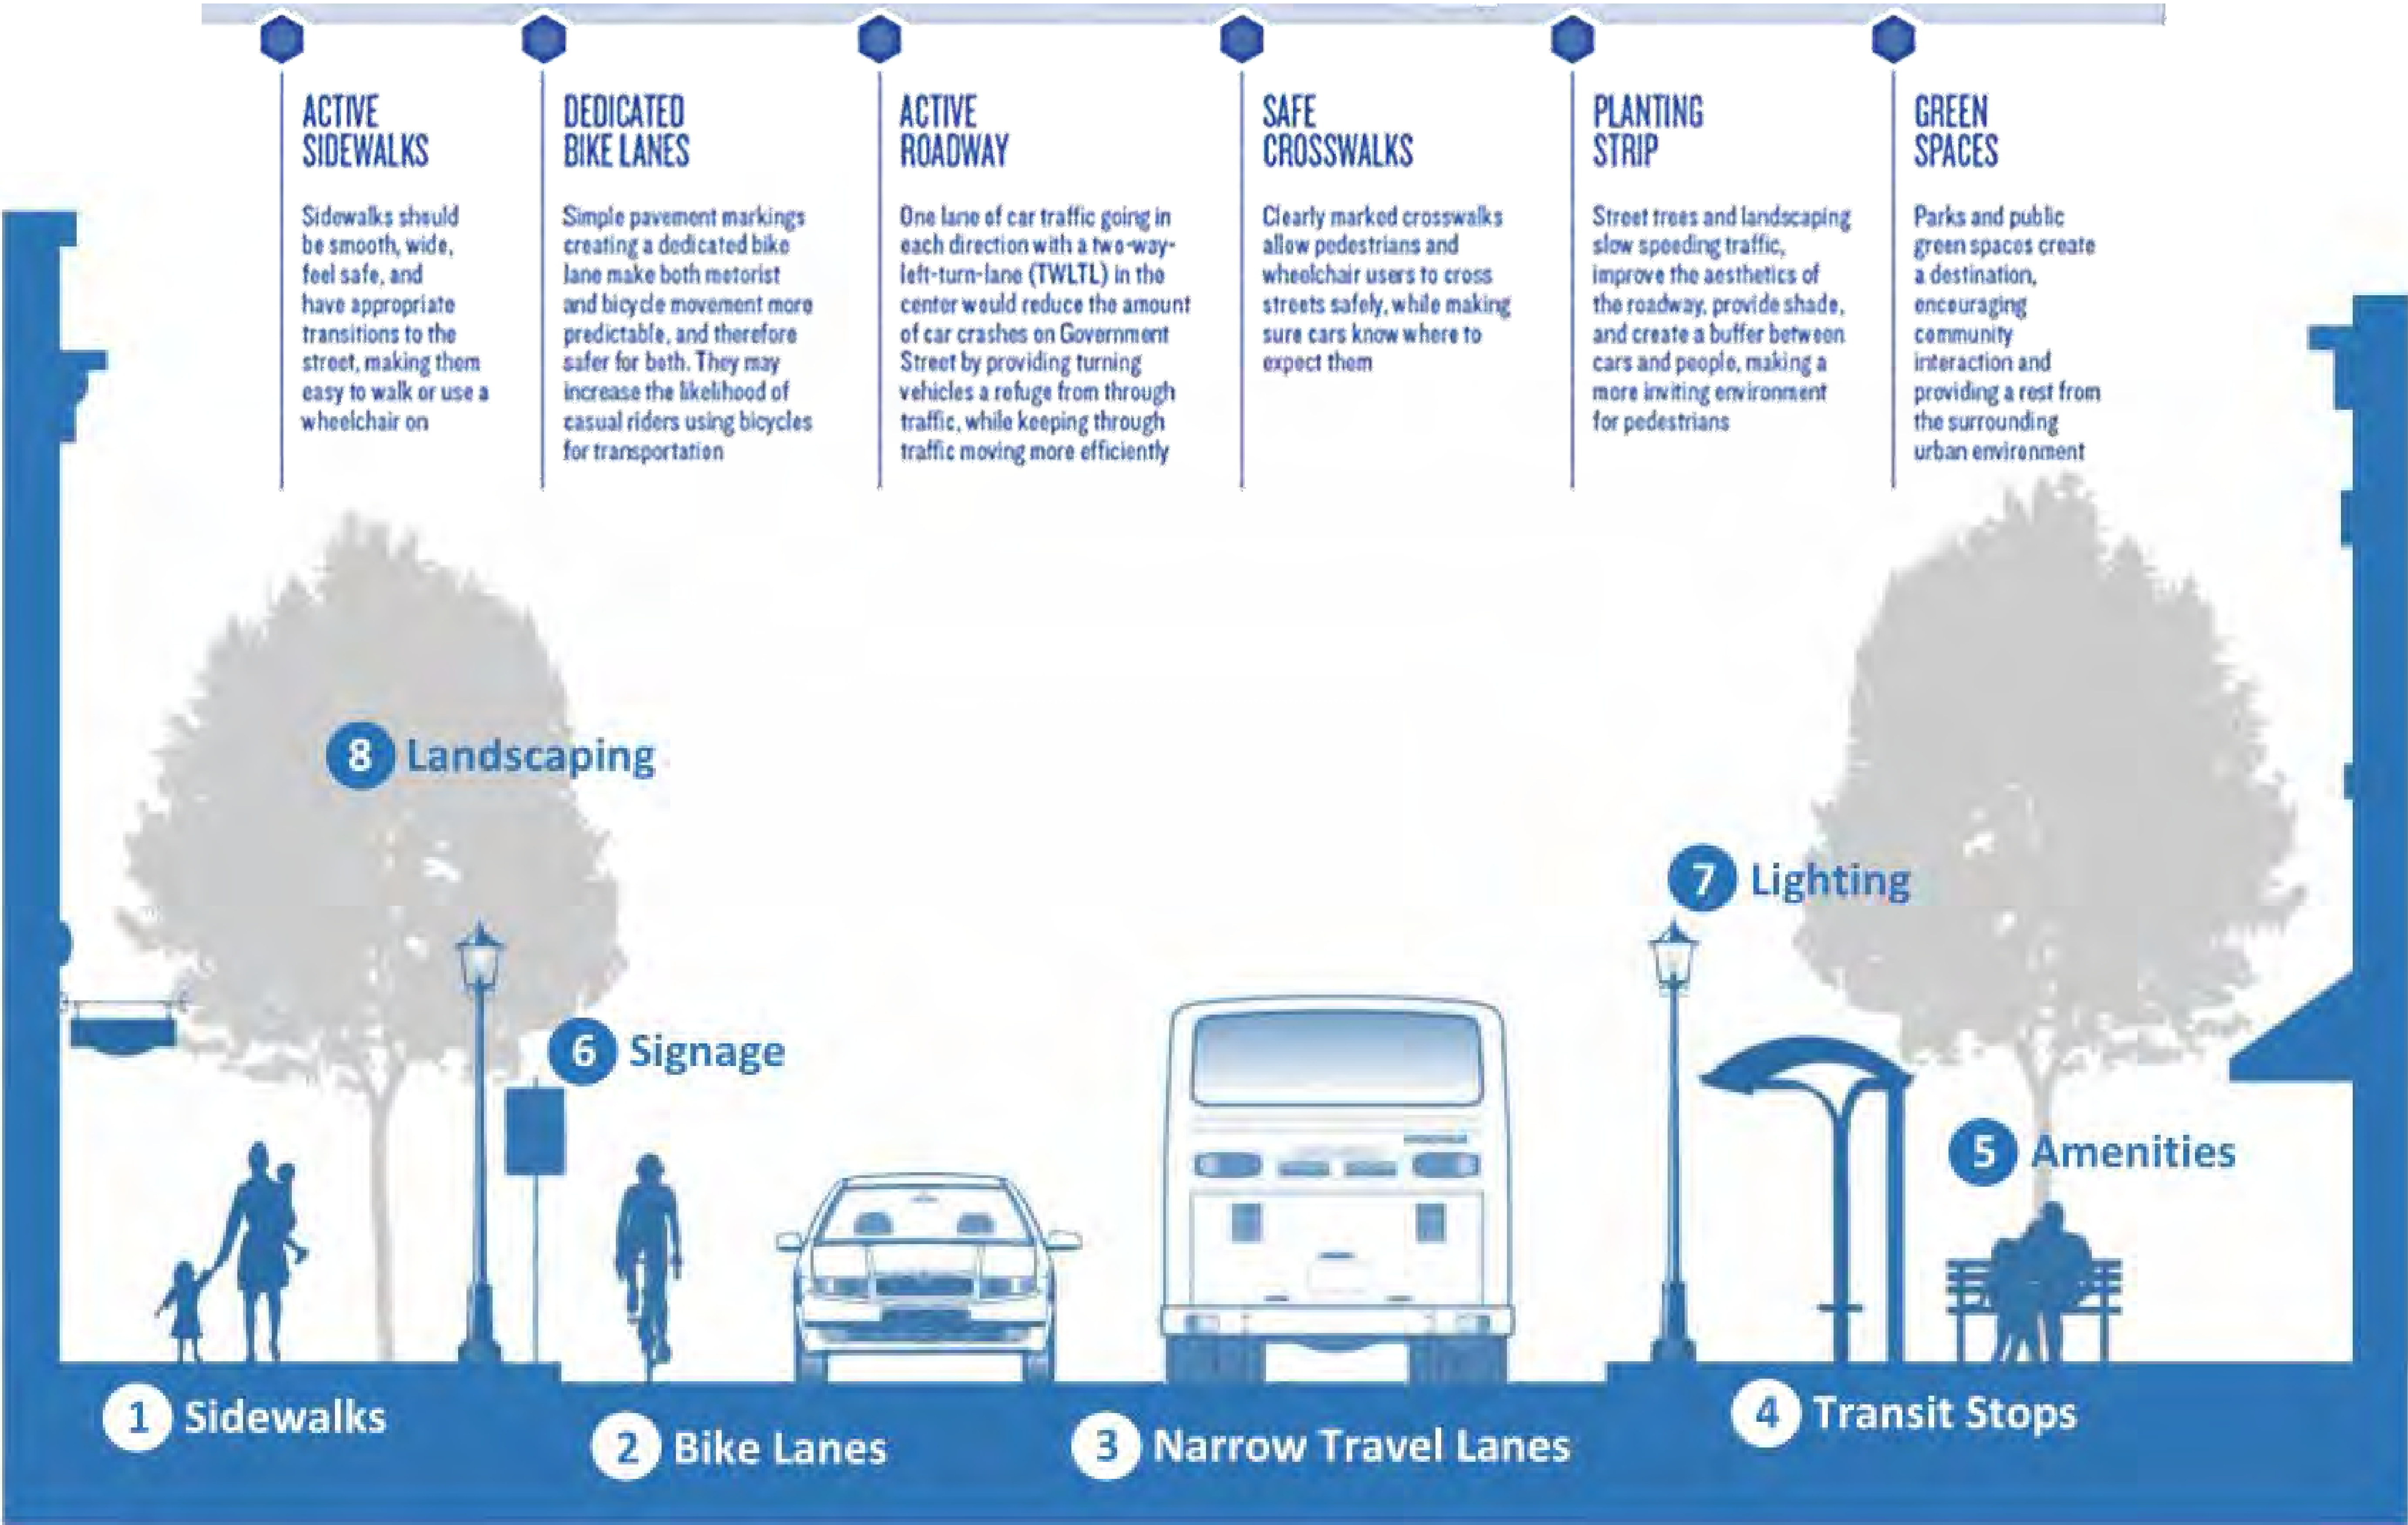 ACTIVE
SIDEWALKS
Sidewalks should
be smooth, wide,
feel safe, and
have appropriate
transitions to the
street, making them
easy to walk or use a
wheelchair on
DEDICATED
BIKE LANES
Simple pavement markings
creating a dedicated bike
lane make both motorist
and bicycle movement more
predictable, and therefore
safer for both. They may
increase the likelihood of
casual riders using bicycles
for transportation
ACTIVE
ROADWAY
One lane of car traffic going in
each direction with a two-way-
left-turn-lane (TWLTL) in the
center would reduce the amount
of car crashes on Government
Street by providing turning
vehicles a refuge from through
traffic, while keeping through
traffic moving more efficiently
SAFE
CROSSWALKS
Clearly marked crosswalks
allow pedestrians and
wheelchair users to cross
streets safely, while making
sure cars know where to
expect them
PLANTING
STRIP
Street trees and landscaping
slow speeding traffic,
improve the aesthetics of
the roadway, provide shade,
and create a buffer between
cars and people, making a
more inviting environment
for pedestrians
GREEN
SPACES
Parks and public
green spaces create
a destination,
encouraging
community
interaction and
providing a rest from
the surrounding
urban environment
8 Landscaping
7 Lighting
6 Signage
5 Amenities
1 Sidewalks
2 Bike Lanes
3 Narrow Travel Lanes
4 Transit Stops